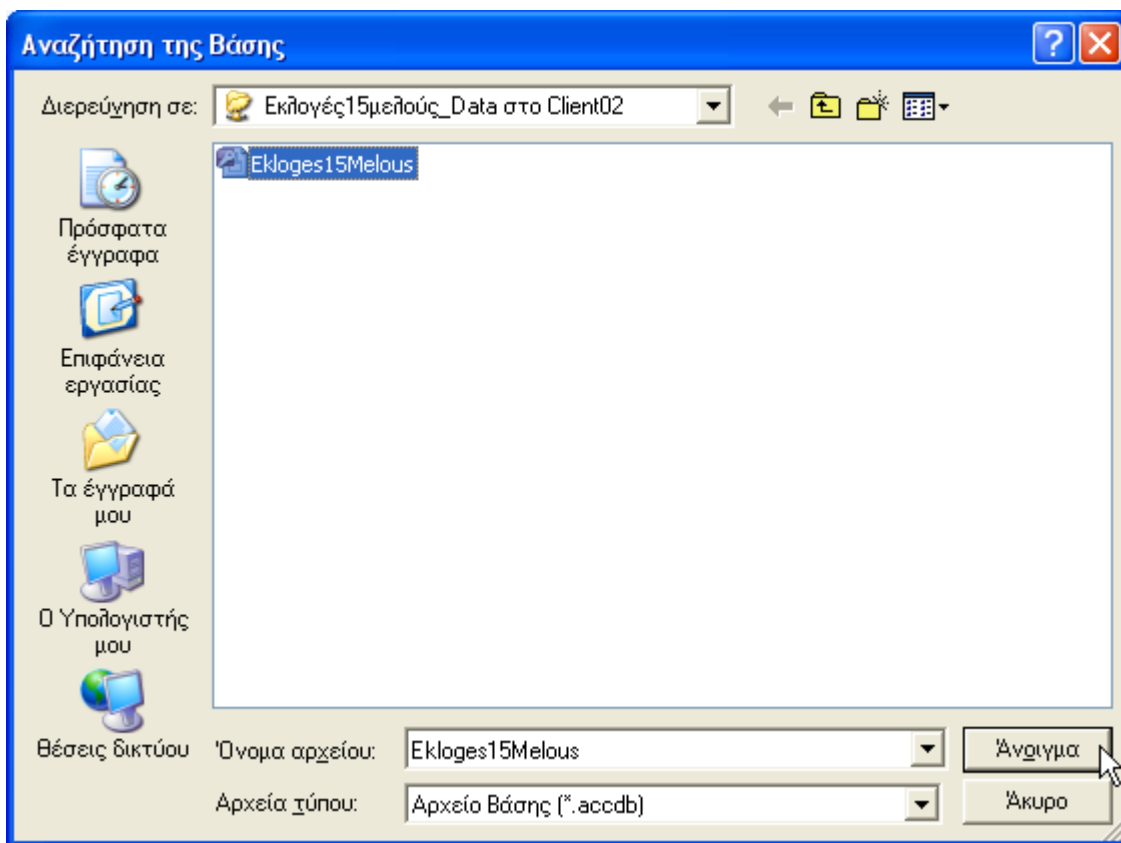 Αναζήτηση της Βάσης
Διερεύνηση σε:
Εκλογές15μελούς_Data στο Client02
Ekloges15Melous
Πρόσφατα
έγγραφα
Επιφάνεια
εργασίας
Τα έγγραφά
μου
Ο Υπολογιστής
μου
Θέσεις δικτύου
Όνομα αρχείου:
Ekloges15Melous
Άνοιγμα
Αρχεία τύπου:
Αρχείο Βάσης (*.accdb)
Άκυρο